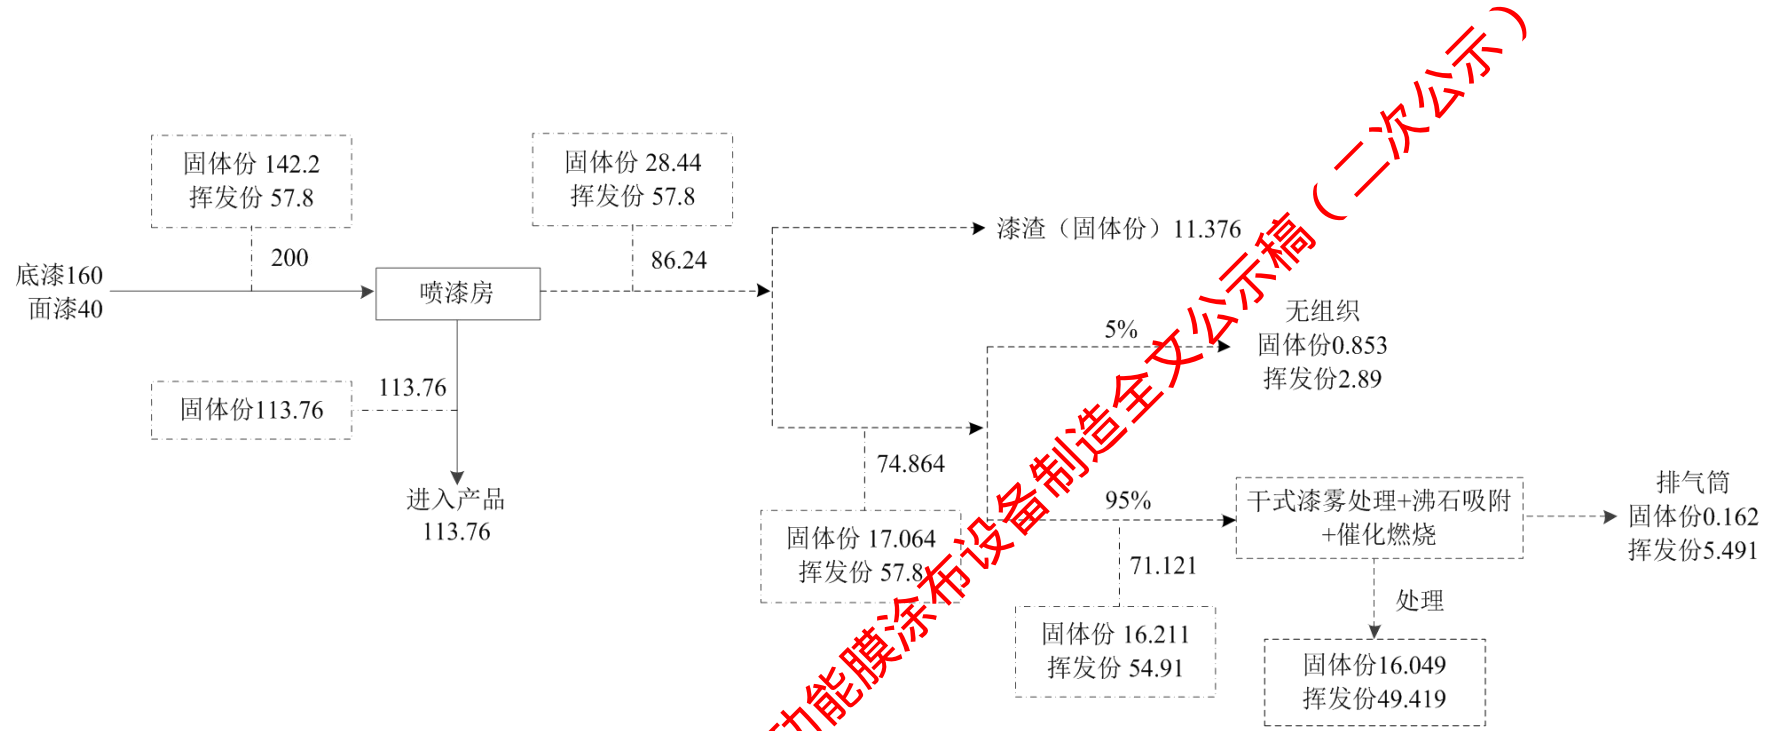 固体份 142.2
挥发份 57.8
固体份 28.44
挥发份 57.8
200
86.24
漆渣（固体份）11.376
底漆160
面漆40
喷漆房
5%
无组织
固体份0.853
挥发份2.89
113.76
固体份113.76
74.864
进入产品
113.76
95%
干式漆雾处理+沸石吸附
+催化燃烧
排气筒
固体份0.162
挥发份5.491
固体份 17.064
挥发份 57.8
71.121
处理
固体份 16.211
挥发份 54.91
固体份16.049
挥发份49.419
功能膜涂布设备制造全文公示稿（二次公示）